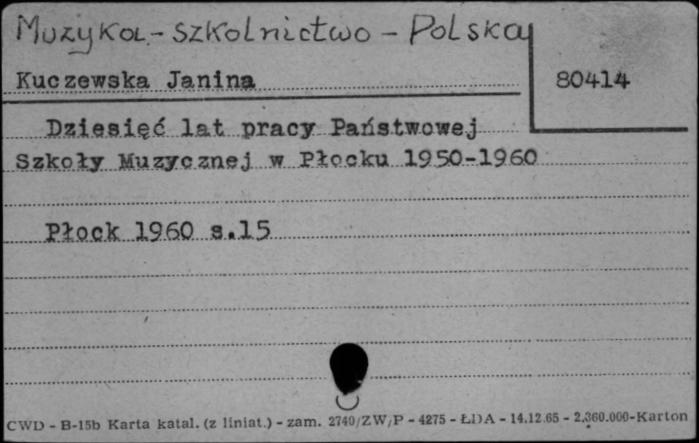 Muzyka - szkolnictwo - Polska
Kuczewska Janina
80414
Dziesięć lat pracy Państwowej
Szkoły Muzycznej w Płocku 1950-1960
Płock 1960 s.15
CWD - B-15b Karta katal. (z liniat.) - zam. 2740/ZW/P - 4275 - ŁDA - 14.12.65 - 2.360.000-Karton